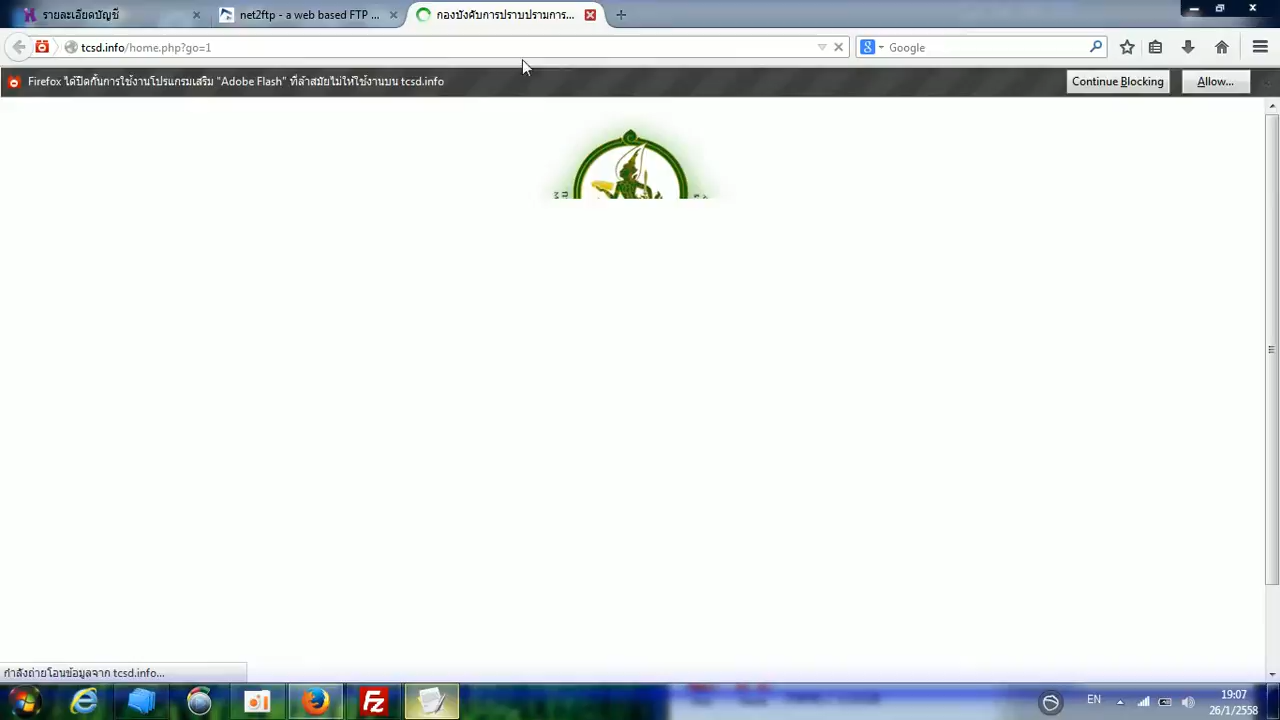 รายละเอียดบัญชี
net2ftp - a web based FTP ...
กองบังคับการปราบปรามการ...
tcsd.info/home.php?go=1
Google
Firefox ได้ปิดกั้นการใช้งานโปรแกรมเสริม "Adobe Flash" ที่ล้าสมัยไม่ให้ใช้งานบน tcsd.info
Continue Blocking
Allow...
กำลังถ่ายโอนข้อมูลจาก tcsd.info...
EN
19:07
26/1/2558